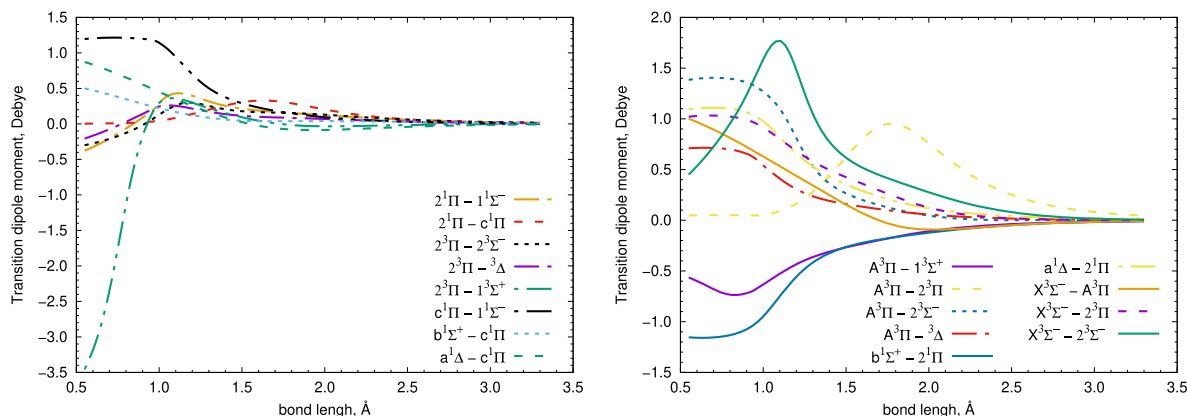 Transition dipole moment, Debye
1.5
1.0
0.5
0.0
−0.5
−1.0
−1.5
−2.0
−2.5
−3.0
−3.5
2¹Π − 1¹Σ⁻
2¹Π − c¹Π
2³Π − 2³Σ⁻
2³Π − ³Δ
2³Π − 1³Σ⁺
c¹Π − 1¹Σ⁻
b¹Σ⁺ − c¹Π
a¹Δ − c¹Π
0.5 1.0 1.5 2.0 2.5 3.0 3.5
bond lengh, Å
Transition dipole moment, Debye
2.0
1.5
1.0
0.5
0.0
−0.5
−1.0
−1.5
A³Π − 1³Σ⁺
A³Π − 2³Π
A³Π − 2³Σ⁻
A³Π − ³Δ
b¹Σ⁺ − 2¹Π
a¹Δ − 2¹Π
X³Σ⁻ − A³Π
X³Σ⁻ − 2³Π
X³Σ⁻ − 2³Σ⁻
0.5 1.0 1.5 2.0 2.5 3.0 3.5
bond lengh, Å